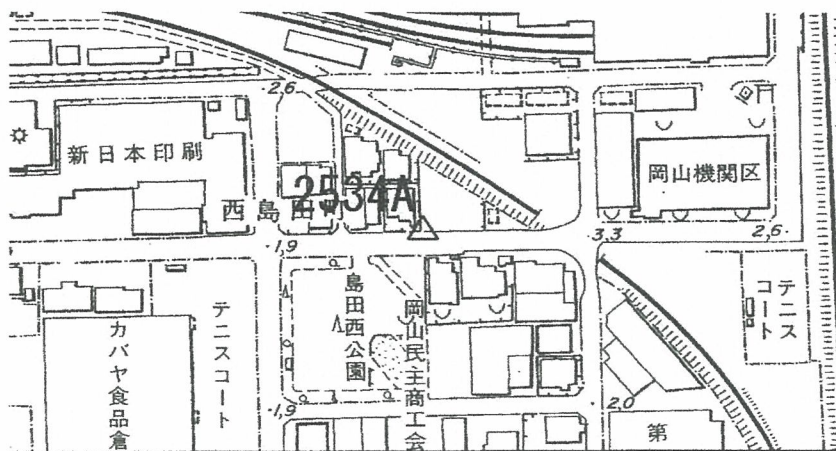 2.6
新日本印刷
岡山機関区
2534A
西島田
1.9
3.3
2.6
島田西公園
岡山民主商工会
テニスコート
テニスコート
カバヤ食品倉
1.9
2.0
第